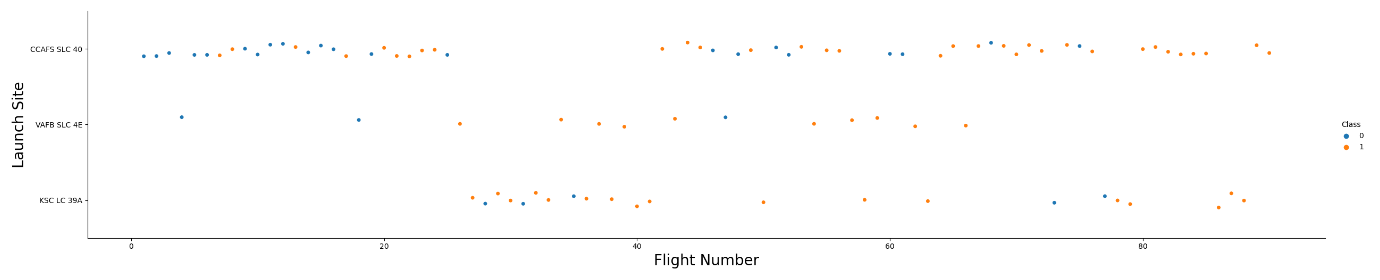 Launch Site
CCAFS SLC 40
VAFB SLC 4E
KSC LC 39A
0 20 40 60 80
Flight Number
Class
0
1